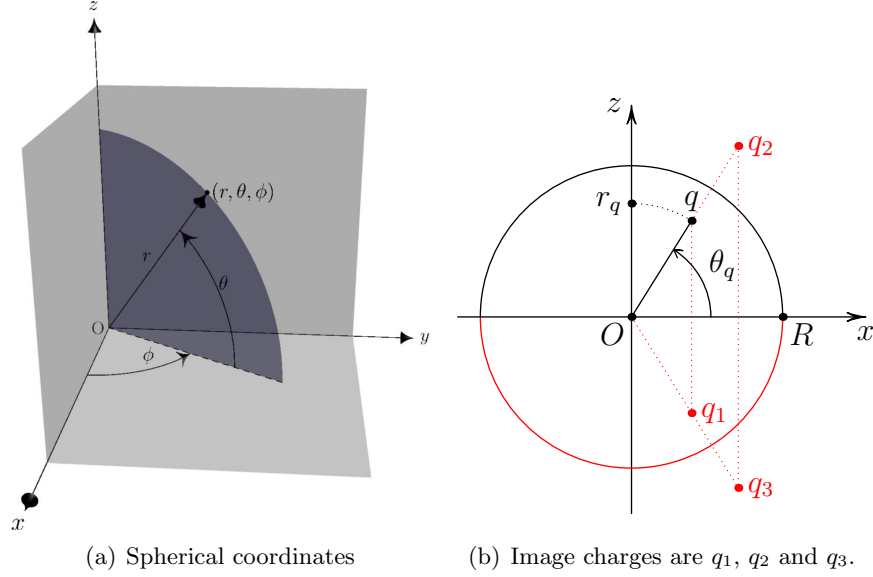 z
(r, θ, ϕ)
r
θ
O
y
ϕ
x
(a) Spherical coordinates
z
q₂
r_q
q
θ_q
O
R
x
q₁
q₃
(b) Image charges are q₁, q₂ and q₃.